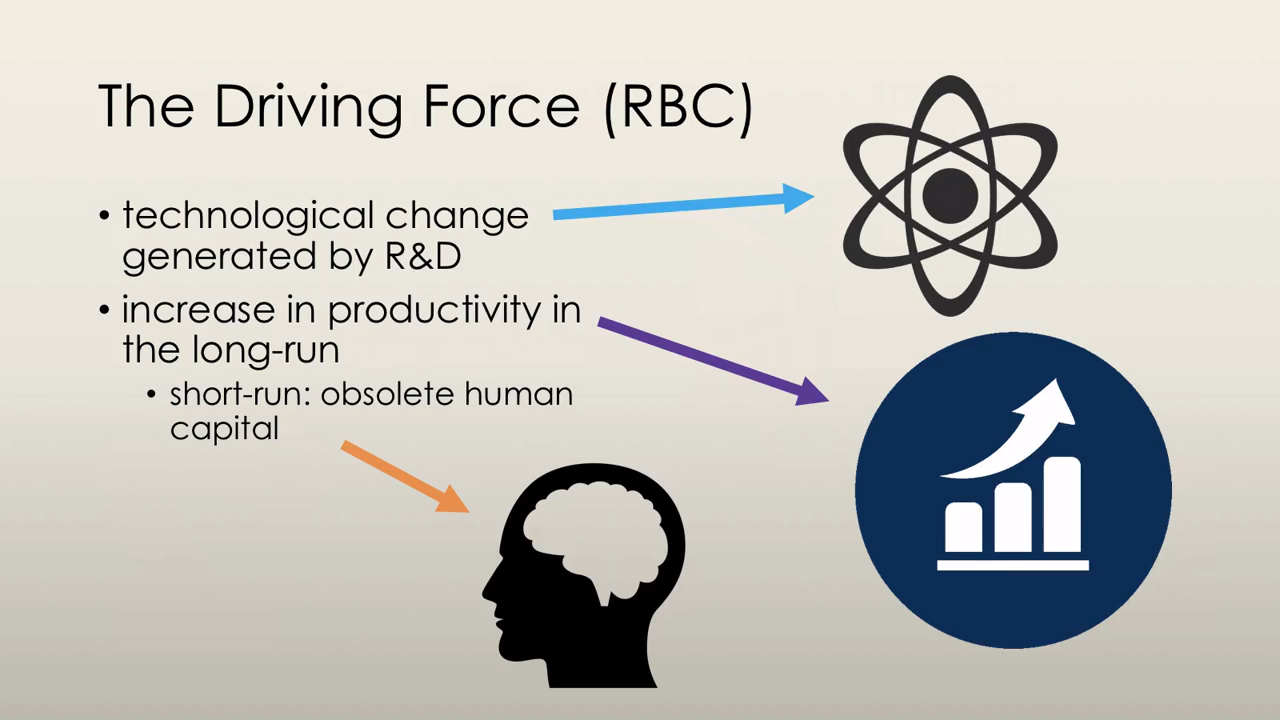 The Driving Force (RBC)
• technological change
generated by R&D
• increase in productivity in
the long-run
• short-run: obsolete human
capital